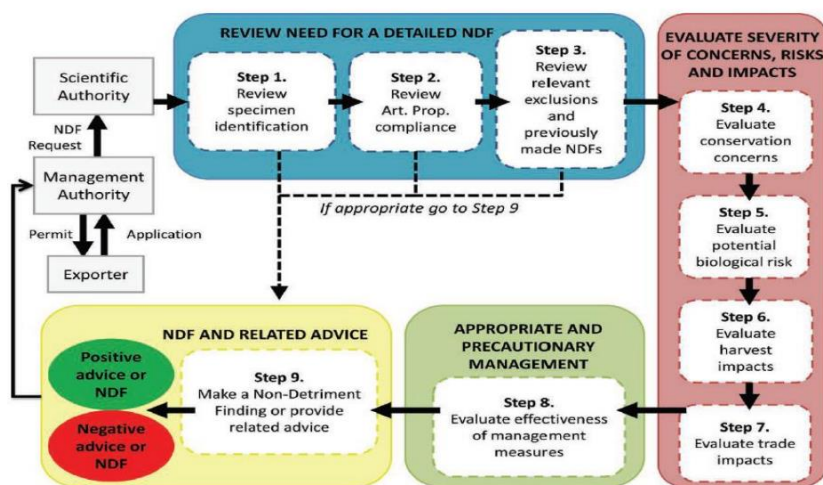 REVIEW NEED FOR A DETAILED NDF
Scientific
Authority
NDF
Request
Management
Authority
Permit
Application
Exporter
Step 1.
Review
specimen
identification
Step 2.
Review
Art. Prop.
compliance
Step 3.
Review
relevant
exclusions
and
previously
made NDFs
If appropriate go to Step 9
EVALUATE SEVERITY
OF CONCERNS, RISKS
AND IMPACTS
Step 4.
Evaluate
conservation
concerns
Step 5.
Evaluate
potential
biological risk
Step 6.
Evaluate
harvest
impacts
Step 7.
Evaluate trade
impacts
APPROPRIATE AND
PRECAUTIONARY
MANAGEMENT
Step 8.
Evaluate effectiveness
of management
measures
NDF AND RELATED ADVICE
Step 9.
Make a Non-Detriment
Finding or provide
related advice
Positive
advice or
NDF
Negative
advice or
NDF